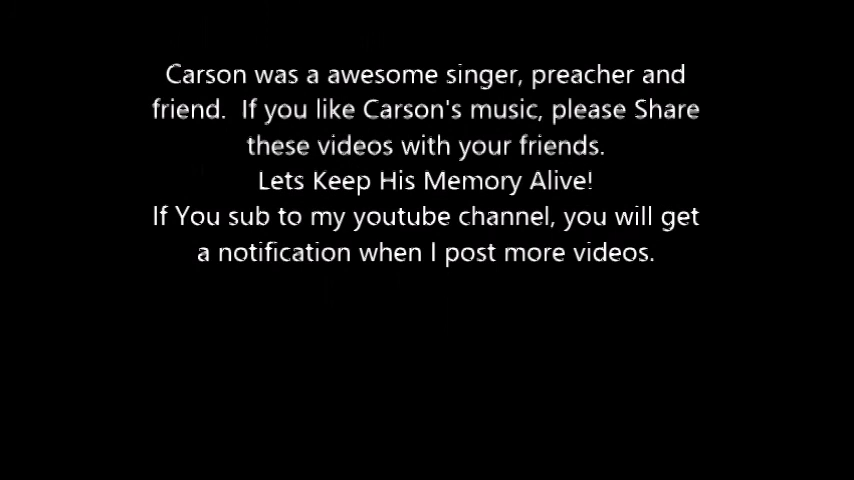 Carson was a awesome singer, preacher and
friend.  If you like Carson's music, please Share
these videos with your friends.
Lets Keep His Memory Alive!
If You sub to my youtube channel, you will get
a notification when I post more videos.